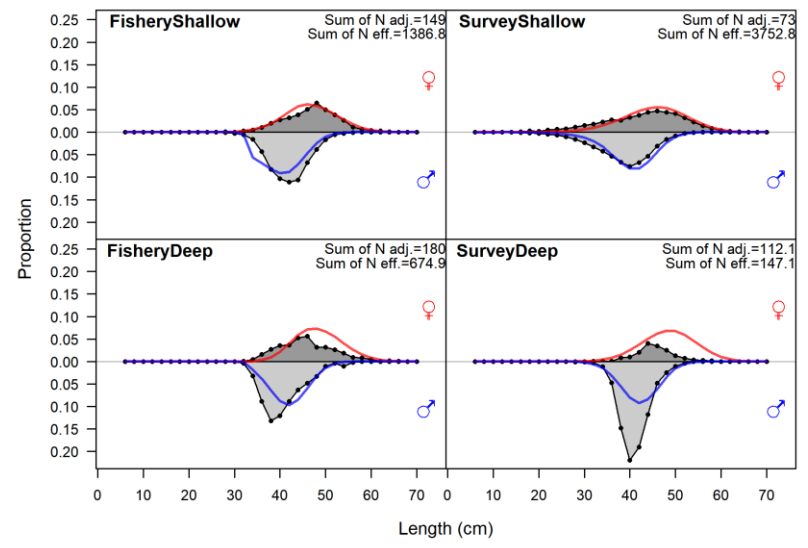 FisheryShallow
Sum of N adj.=149
Sum of N eff.=1386.8
SurveyShallow
Sum of N adj.=73
Sum of N eff.=3752.8
♀
♀
♂
♂
0.25
0.20
0.15
0.10
0.05
0.00
0.05
0.10
0.15
0.20
FisheryDeep
Sum of N adj.=180
Sum of N eff.=674.9
SurveyDeep
Sum of N adj.=112.1
Sum of N eff.=147.1
♀
♀
♂
♂
0.25
0.20
0.15
0.10
0.05
0.00
0.05
0.10
0.15
0.20
Proportion
0 10 20 30 40 50 60 70 0 10 20 30 40 50 60 70
Length (cm)